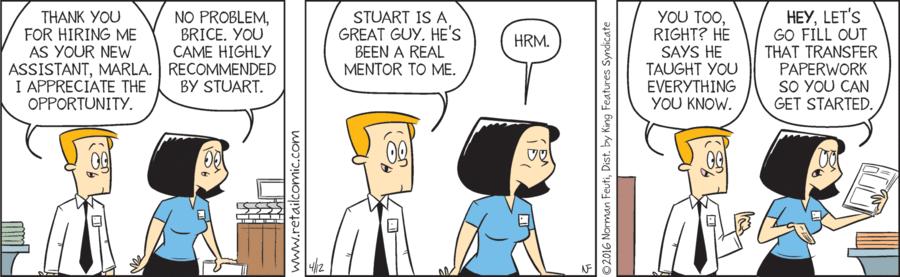 THANK YOU
FOR HIRING ME
AS YOUR NEW
ASSISTANT, MARLA.
I APPRECIATE THE
OPPORTUNITY.
NO PROBLEM,
BRICE. YOU
CAME HIGHLY
RECOMMENDED
BY STUART.
www.retailcomic.com
STUART IS A
GREAT GUY. HE'S
BEEN A REAL
MENTOR TO ME.
HRM.
4/12
NF
©2016 Norman Feuti, Dist. by King Features Syndicate
YOU TOO,
RIGHT? HE
SAYS HE
TAUGHT YOU
EVERYTHING
YOU KNOW.
HEY, LET'S
GO FILL OUT
THAT TRANSFER
PAPERWORK
SO YOU CAN
GET STARTED.